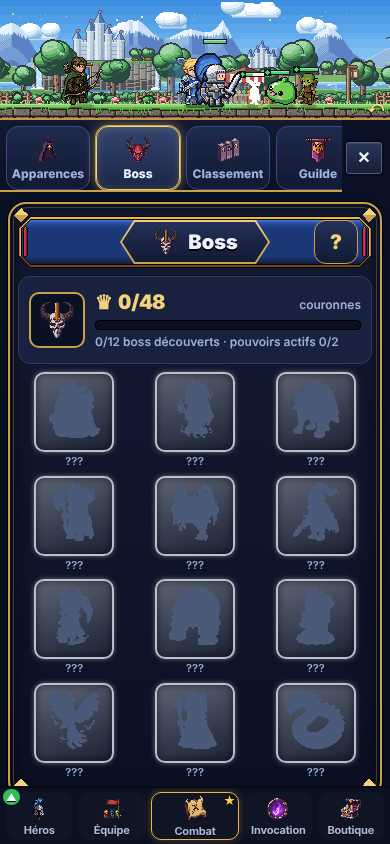 Apparences
Boss
Classement
Guilde
×
Boss
?
0/48
couronnes
0/12 boss découverts · pouvoirs actifs 0/2
??? ??? ???
??? ??? ???
??? ??? ???
??? ??? ???
Héros
Équipe
Combat
Invocation
Boutique